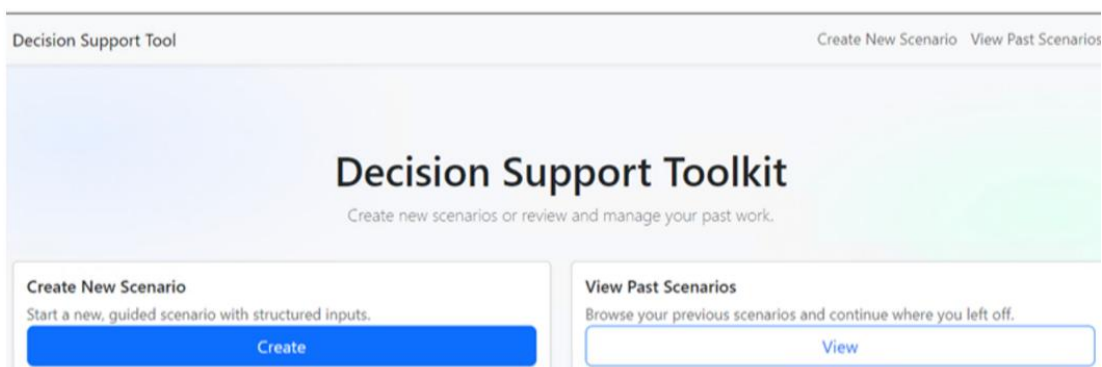 Decision Support Tool
Create New Scenario View Past Scenarios
Decision Support Toolkit
Create new scenarios or review and manage your past work.
Create New Scenario
Start a new, guided scenario with structured inputs.
Create
View Past Scenarios
Browse your previous scenarios and continue where you left off.
View